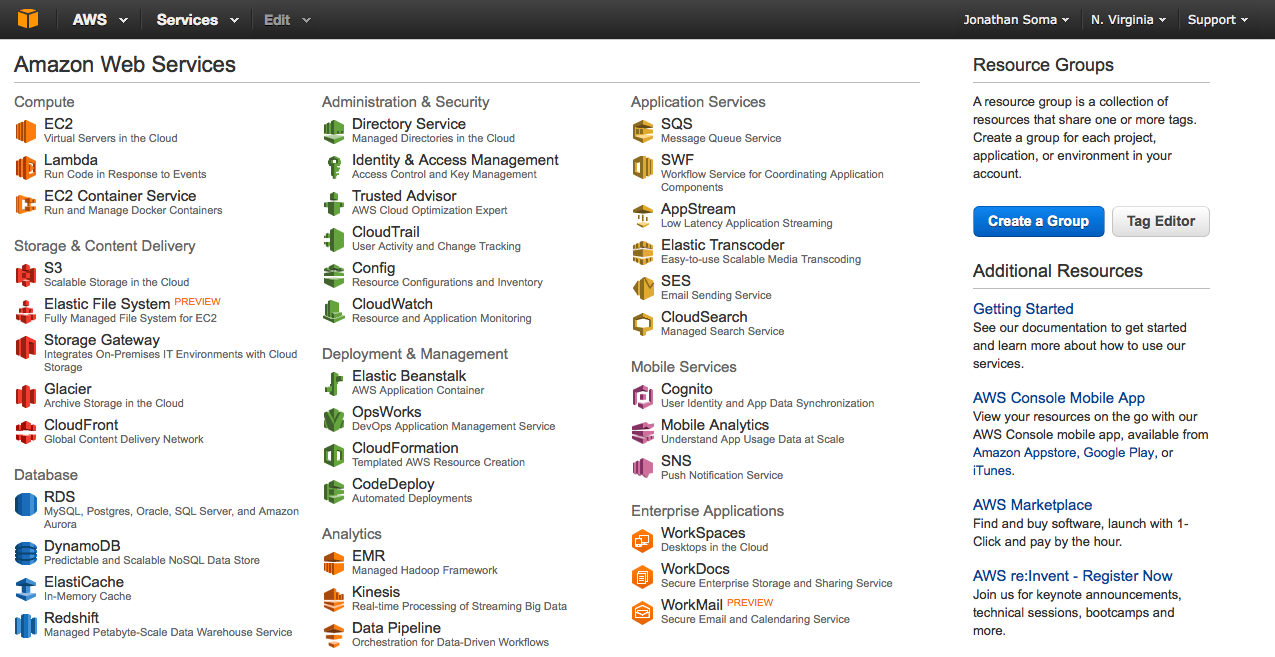 AWS
Services
Edit
Jonathan Soma
N. Virginia
Support
Amazon Web Services
Compute
EC2
Virtual Servers in the Cloud
Lambda
Run Code in Response to Events
EC2 Container Service
Run and Manage Docker Containers
Storage & Content Delivery
S3
Scalable Storage in the Cloud
Elastic File System PREVIEW
Fully Managed File System for EC2
Storage Gateway
Integrates On-Premises IT Environments with Cloud
Storage
Glacier
Archive Storage in the Cloud
CloudFront
Global Content Delivery Network
Database
RDS
MySQL, Postgres, Oracle, SQL Server, and Amazon
Aurora
DynamoDB
Predictable and Scalable NoSQL Data Store
ElastiCache
In-Memory Cache
Redshift
Managed Petabyte-Scale Data Warehouse Service
Administration & Security
Directory Service
Managed Directories in the Cloud
Identity & Access Management
Access Control and Key Management
Trusted Advisor
AWS Cloud Optimization Expert
CloudTrail
User Activity and Change Tracking
Config
Resource Configurations and Inventory
CloudWatch
Resource and Application Monitoring
Deployment & Management
Elastic Beanstalk
AWS Application Container
OpsWorks
DevOps Application Management Service
CloudFormation
Templated AWS Resource Creation
CodeDeploy
Automated Deployments
Analytics
EMR
Managed Hadoop Framework
Kinesis
Real-time Processing of Streaming Big Data
Data Pipeline
Orchestration for Data-Driven Workflows
Application Services
SQS
Message Queue Service
SWF
Workflow Service for Coordinating Application
Components
AppStream
Low Latency Application Streaming
Elastic Transcoder
Easy-to-use Scalable Media Transcoding
SES
Email Sending Service
CloudSearch
Managed Search Service
Mobile Services
Cognito
User Identity and App Data Synchronization
Mobile Analytics
Understand App Usage Data at Scale
SNS
Push Notification Service
Enterprise Applications
WorkSpaces
Desktops in the Cloud
WorkDocs
Secure Enterprise Storage and Sharing Service
WorkMail PREVIEW
Secure Email and Calendaring Service
Resource Groups
A resource group is a collection of
resources that share one or more tags.
Create a group for each project,
application, or environment in your
account.
Create a Group
Tag Editor
Additional Resources
Getting Started
See our documentation to get started
and learn more about how to use our
services.
AWS Console Mobile App
View your resources on the go with our
AWS Console mobile app, available from
Amazon Appstore, Google Play, or
iTunes.
AWS Marketplace
Find and buy software, launch with 1-
Click and pay by the hour.
AWS re:Invent - Register Now
Join us for keynote announcements,
technical sessions, bootcamps and
more.